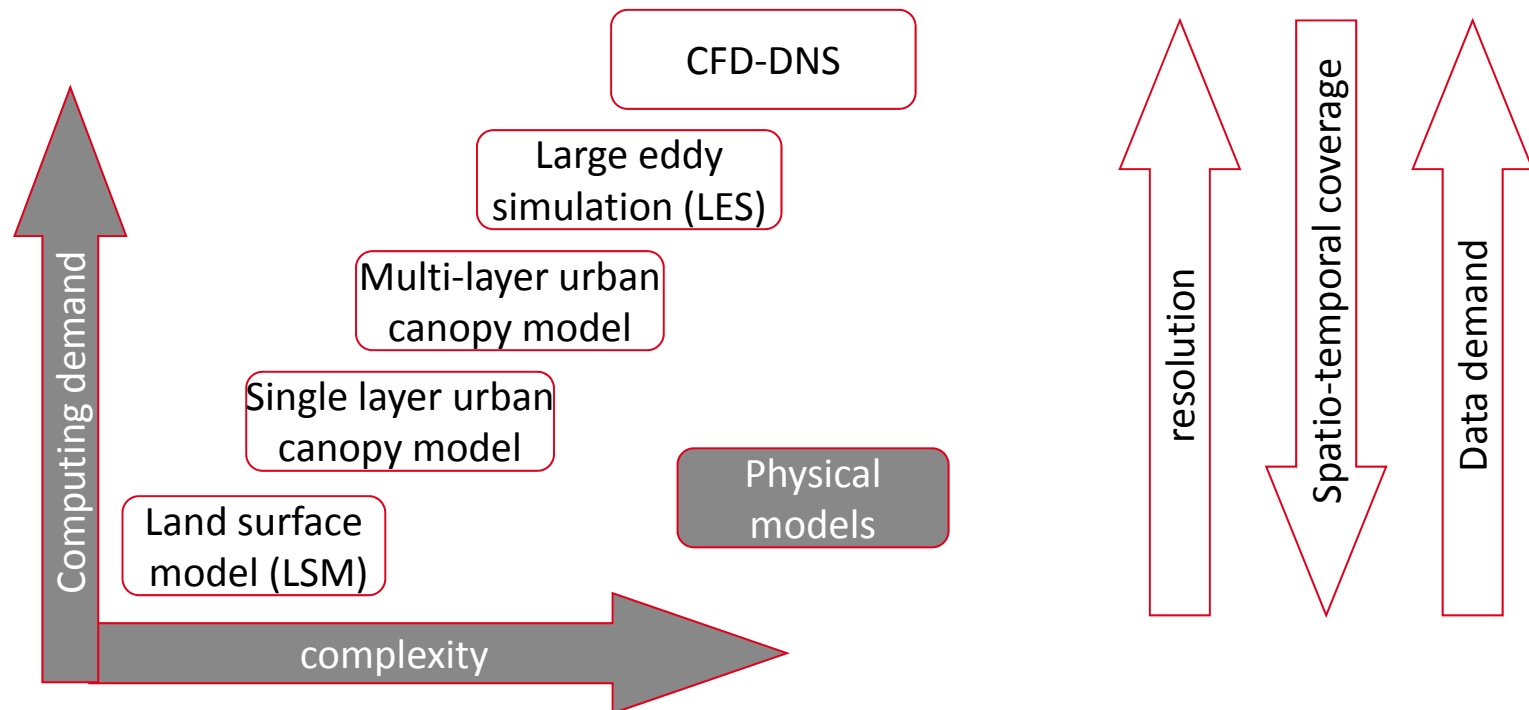 CFD-DNS
Large eddy
simulation (LES)
Multi-layer urban
canopy model
Single layer urban
canopy model
Land surface
model (LSM)
Physical
models
Computing demand
complexity
resolution
Spatio-temporal coverage
Data demand